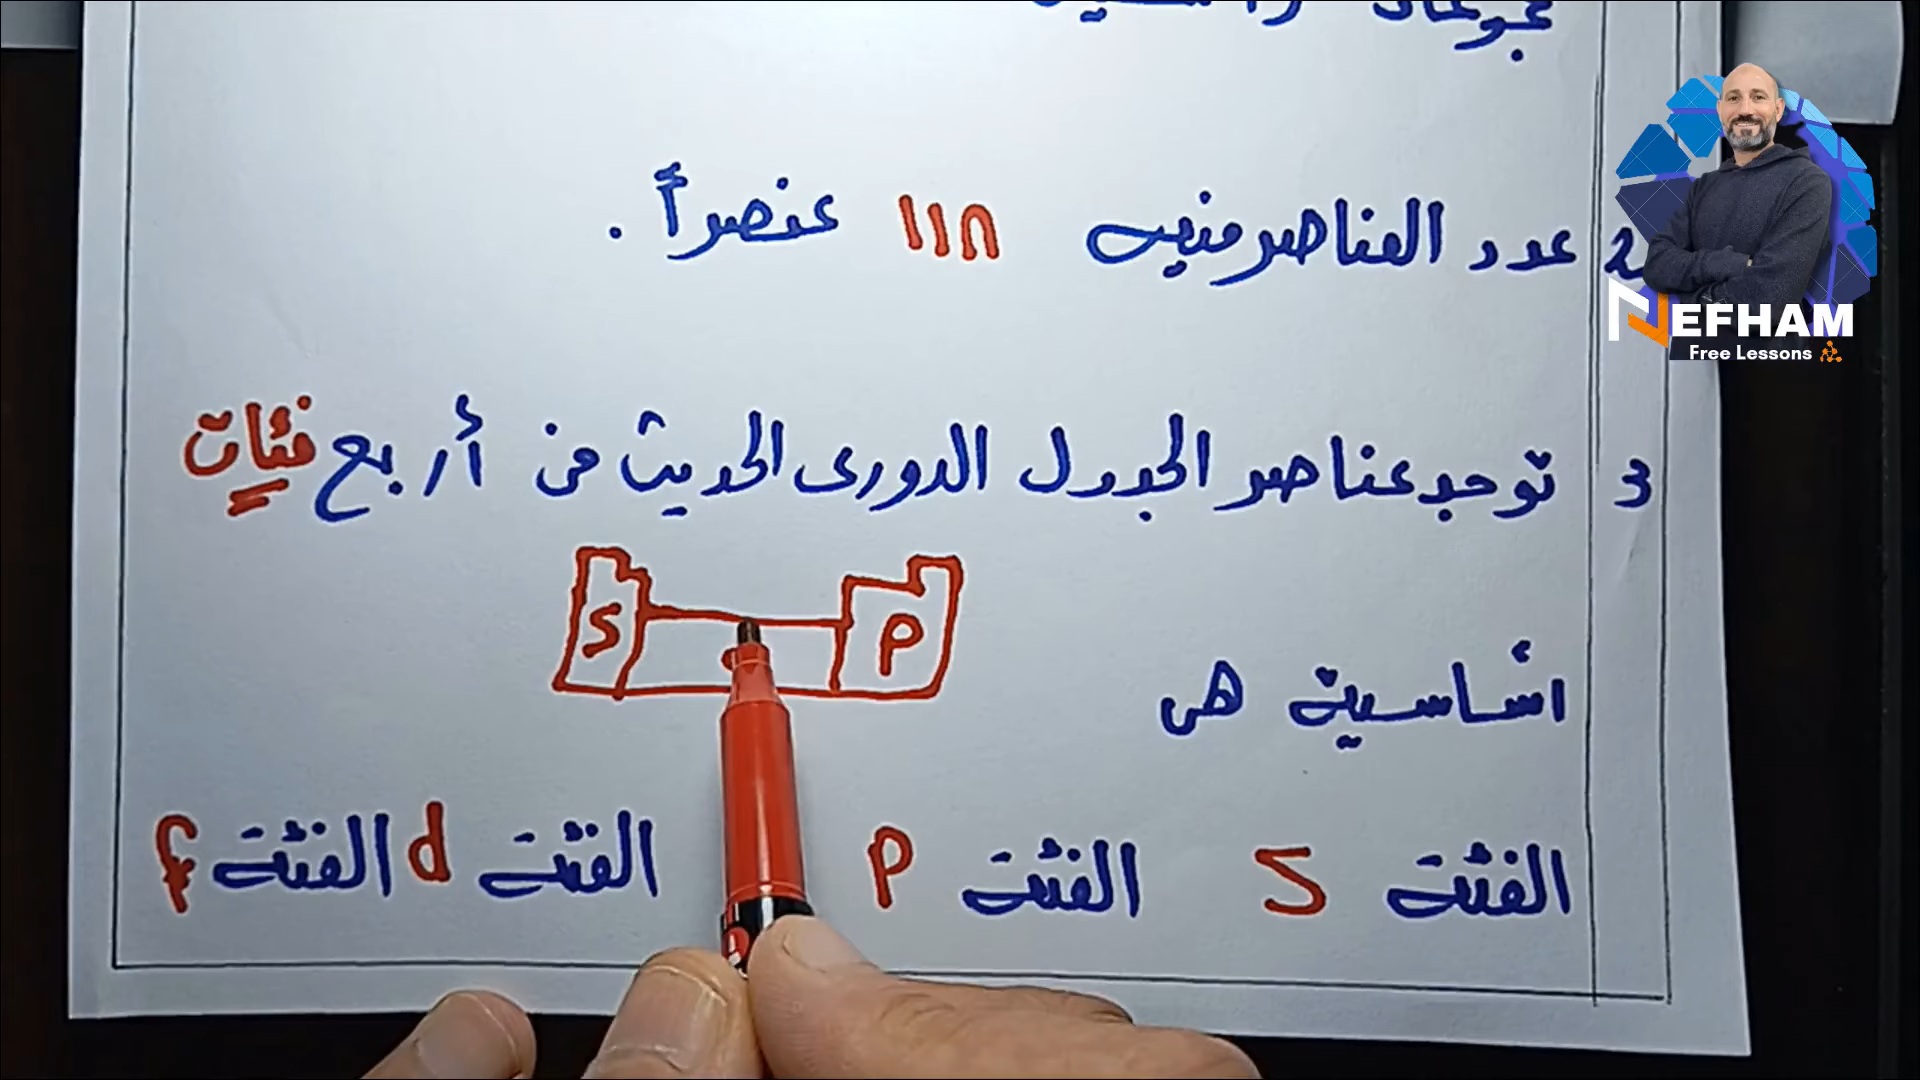 2 عدد العناصر منه ١١٨ عنصراً .
3 توجد عناصر الجدول الدورى الحديث فى أربع فئات
S P
أساسية هى
الفئة S الفئة P الفئة d الفئة f
NEFHAM
Free Lessons